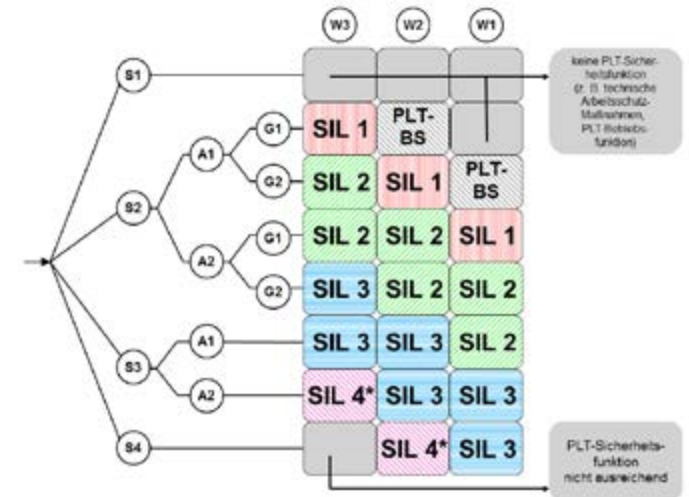 W3 W2 W1
S1
keine PLT-Sicher-
heitsfunktion
(z. B. technische
Arbeitsschutz-
Maßnahmen,
PLT-Betriebs-
funktion)
G1 SIL 1 PLT-
BS
A1
G2 SIL 2 SIL 1 PLT-
BS
S2
G1 SIL 2 SIL 2 SIL 1
A2
G2 SIL 3 SIL 2 SIL 2
A1 SIL 3 SIL 3 SIL 2
S3
A2 SIL 4* SIL 3 SIL 3
S4 SIL 4* SIL 3
PLT-Sicherheits-
funktion
nicht ausreichend